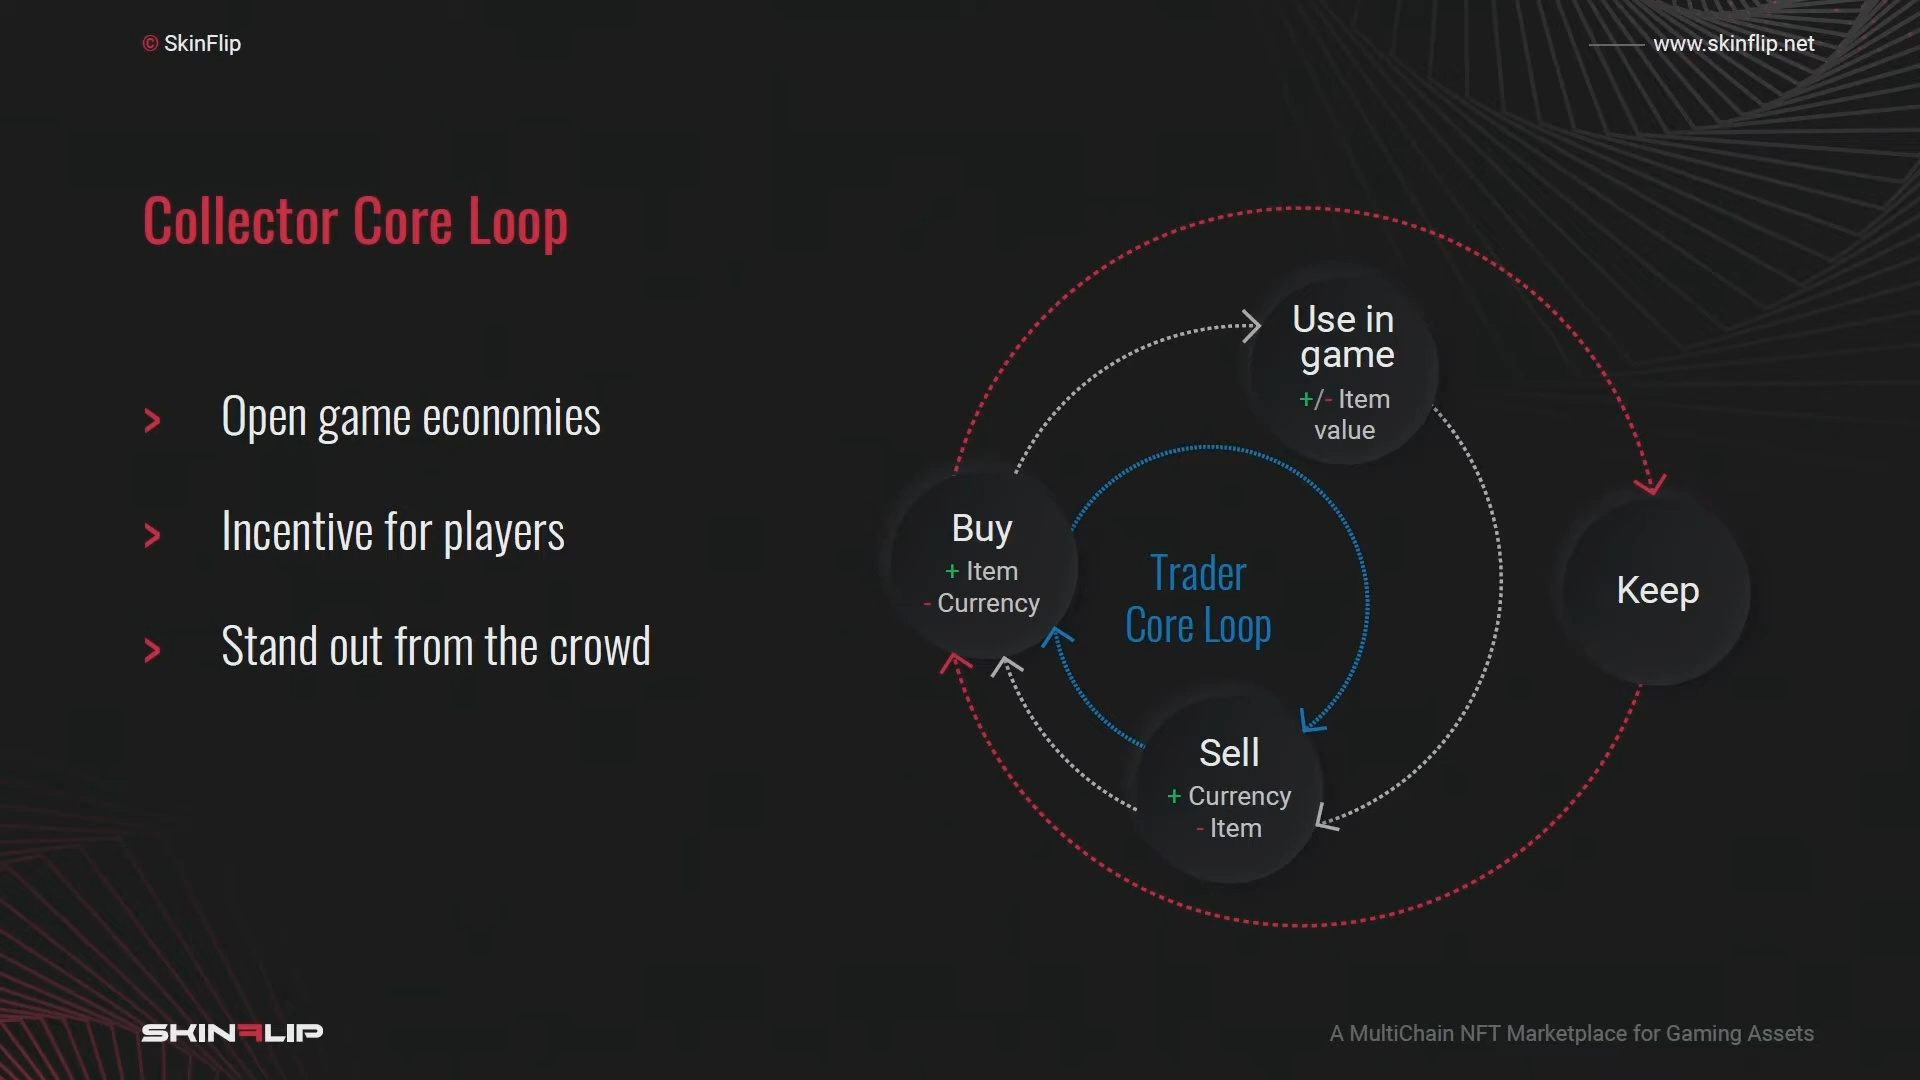 © SkinFlip
www.skinflip.net
Collector Core Loop
> Open game economies
> Incentive for players
> Stand out from the crowd
Use in
game
+/- Item
value
Buy
+ Item
- Currency
Trader
Core Loop
Keep
Sell
+ Currency
- Item
SKINFLIP
A MultiChain NFT Marketplace for Gaming Assets